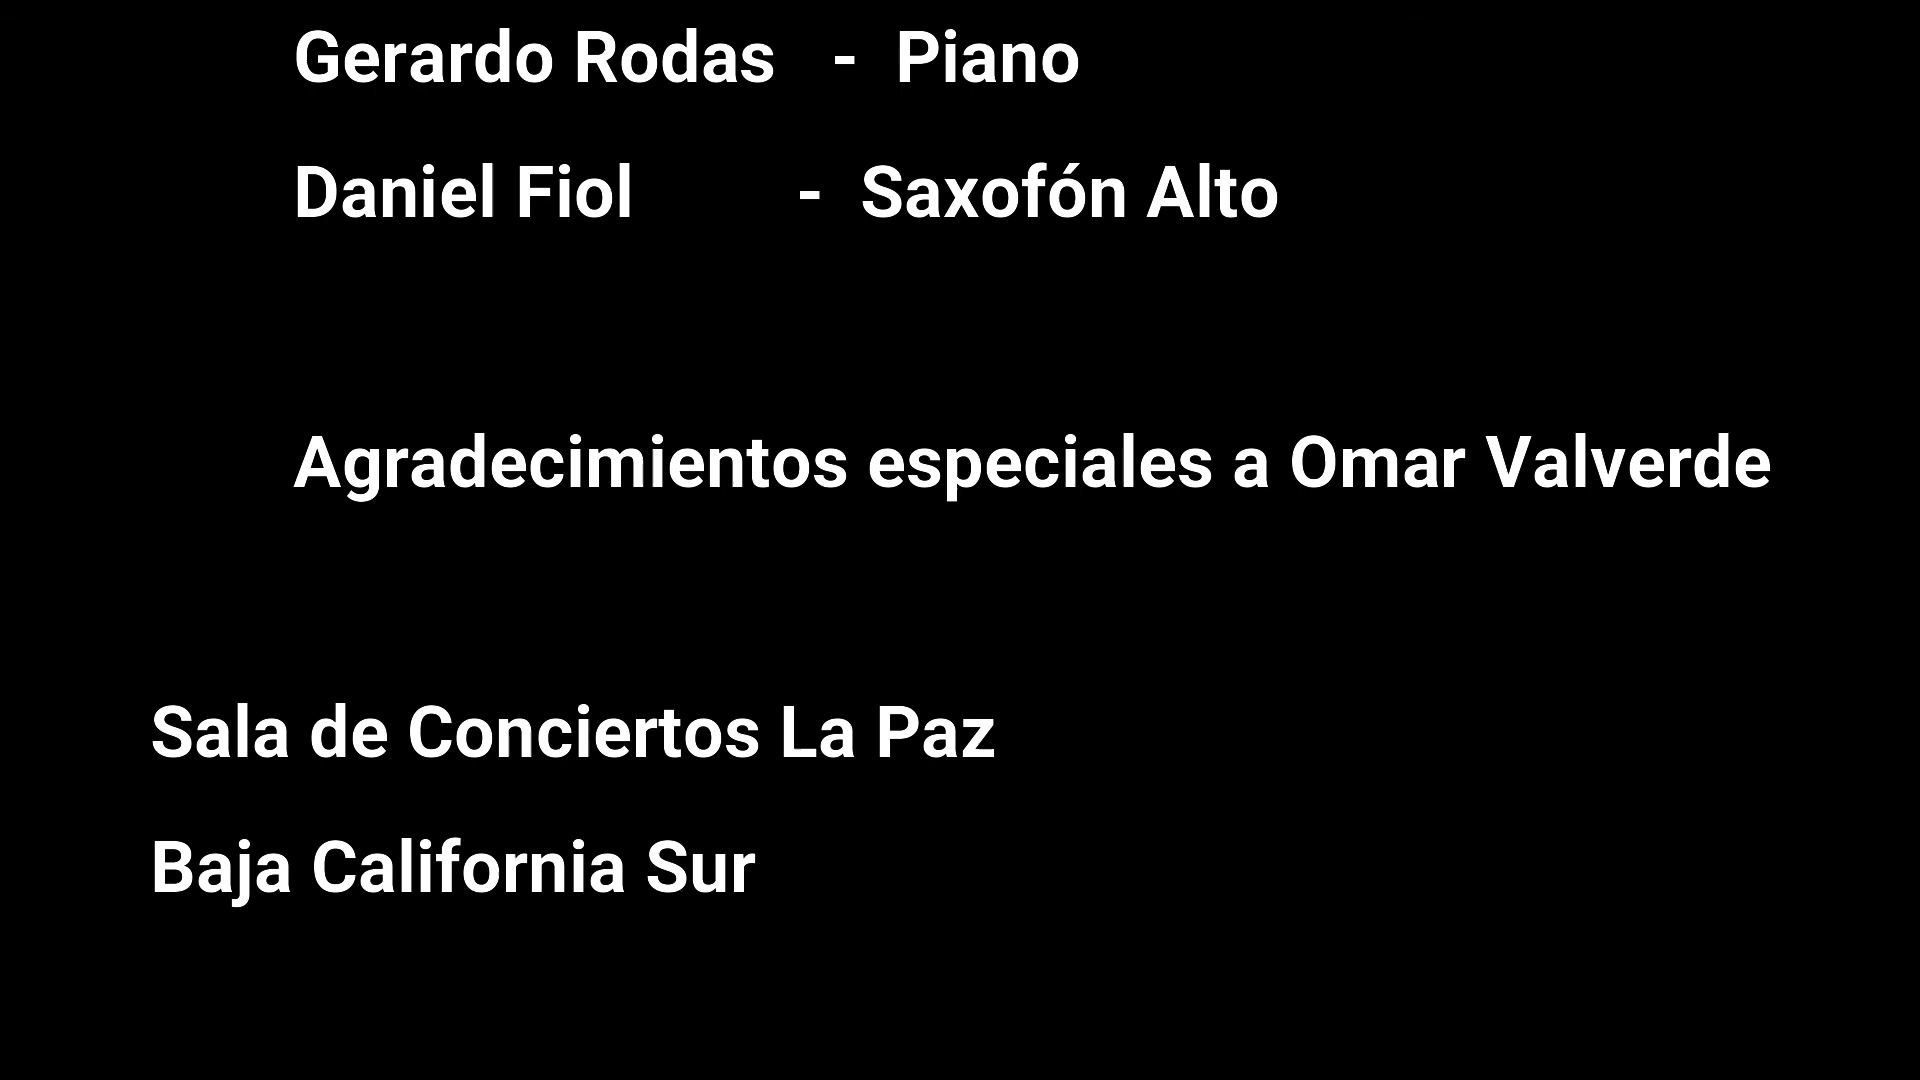 Gerardo Rodas - Piano
Daniel Fiol - Saxofón Alto
Agradecimientos especiales a Omar Valverde
Sala de Conciertos La Paz
Baja California Sur